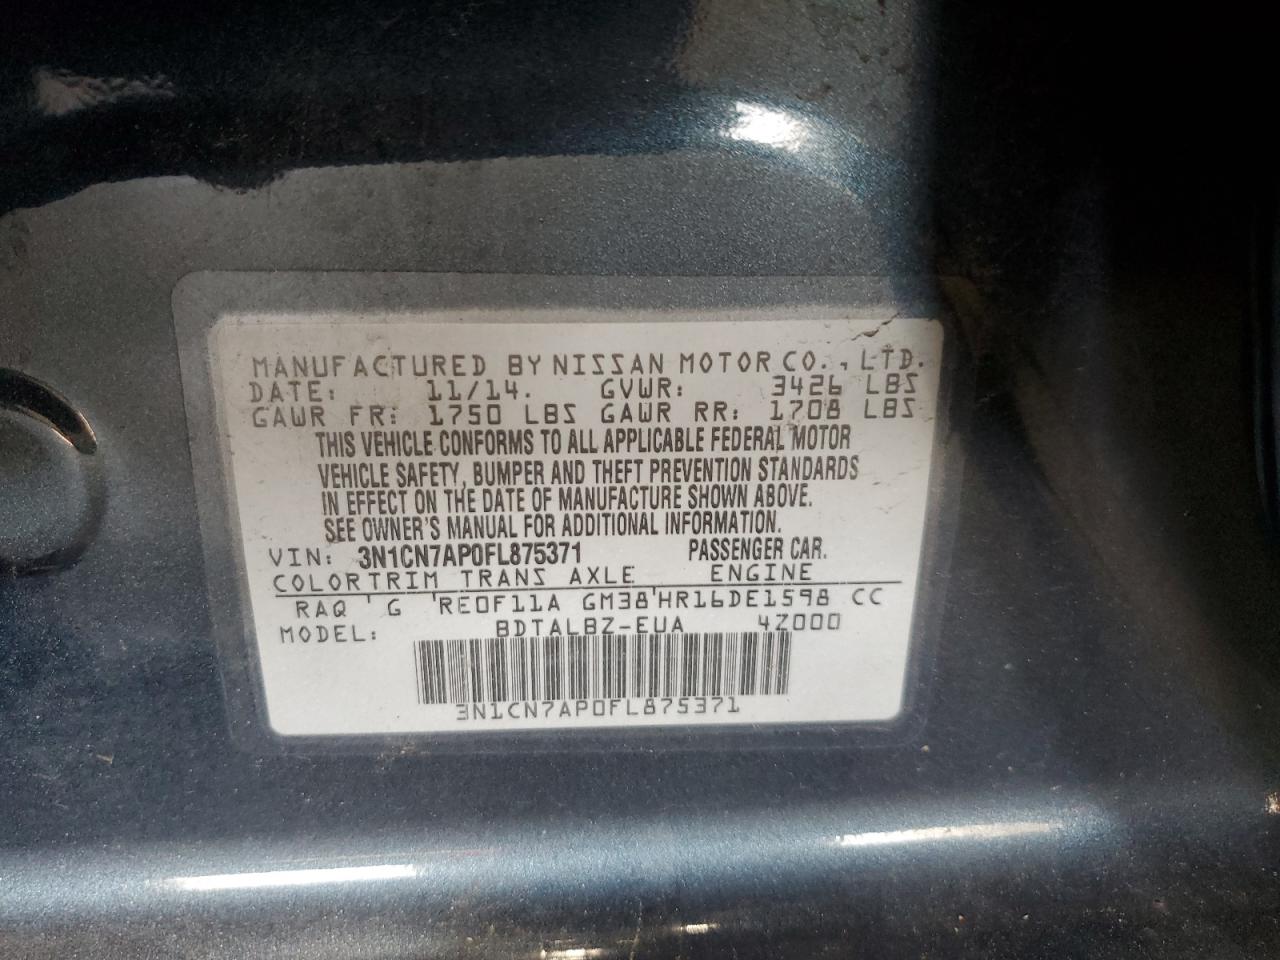 MANUFACTURED BY NISSAN MOTOR CO., LTD.
DATE: 11/14. GVWR: 3426 LBS
GAWR FR: 1750 LBS GAWR RR: 1708 LBS
THIS VEHICLE CONFORMS TO ALL APPLICABLE FEDERAL MOTOR
VEHICLE SAFETY, BUMPER AND THEFT PREVENTION STANDARDS
IN EFFECT ON THE DATE OF MANUFACTURE SHOWN ABOVE.
SEE OWNER'S MANUAL FOR ADDITIONAL INFORMATION.
VIN: 3N1CN7AP0FL875371 PASSENGER CAR.
COLOR TRIM TRANS AXLE ENGINE
RAQ ' G 'RE0F11A GM38'HR16DE1598 CC
MODEL: BDTALBZ-EUA 4Z000
3N1CN7AP0FL875371